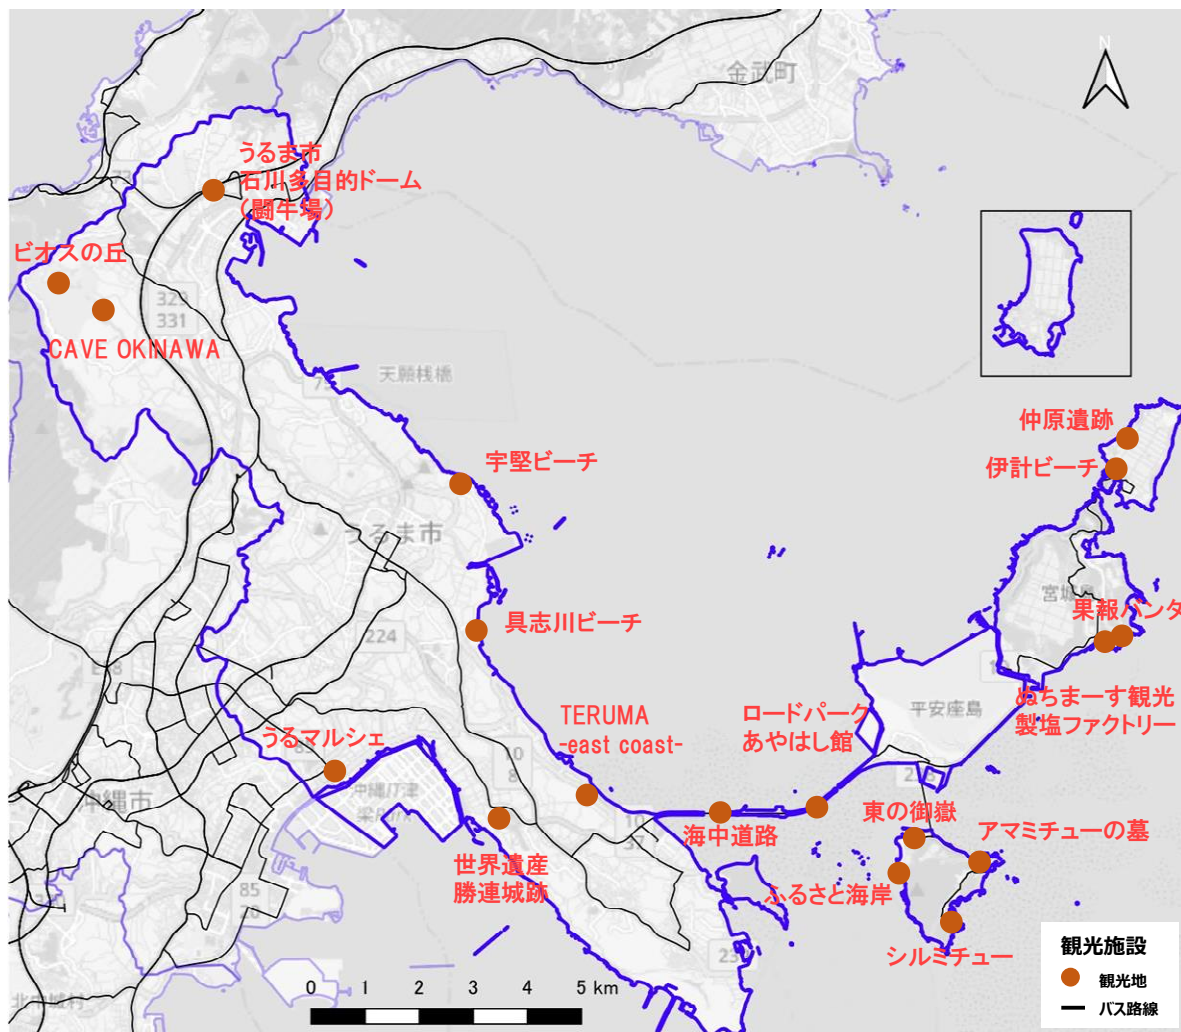 N
金武町
うるま市
石川多目的ドーム
（闘牛場）
ビオスの丘
329
331
CAVE OKINAWA
天願桟橋
75
仲原遺跡
伊計ビーチ
宇堅ビーチ
うるま市
宮城島
果報バンタ
具志川ビーチ
224
ぬちまーす観光
製塩ファクトリー
平安座島
TERUMA
-east coast-
ロードパーク
あやはし館
うるマルシェ
10
8
沖縄市
海中道路
東の御嶽
アマミチューの墓
世界遺産
勝連城跡
ふるさと海岸
85
20
シルミチュー
北中城村
0 1 2 3 4 5 km
観光施設
観光地
バス路線